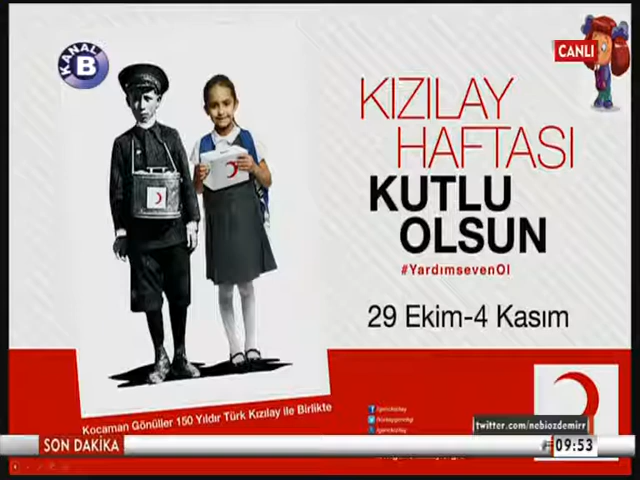 KANAL B
CANLI
KIZILAY
HAFTASI
KUTLU
OLSUN
#YardımsevenOl
29 Ekim-4 Kasım
Kocaman Gönüller 150 Yıldır Türk Kızılay ile Birlikte
twitter.com/nebiozdemirr
SON DAKİKA
09:53